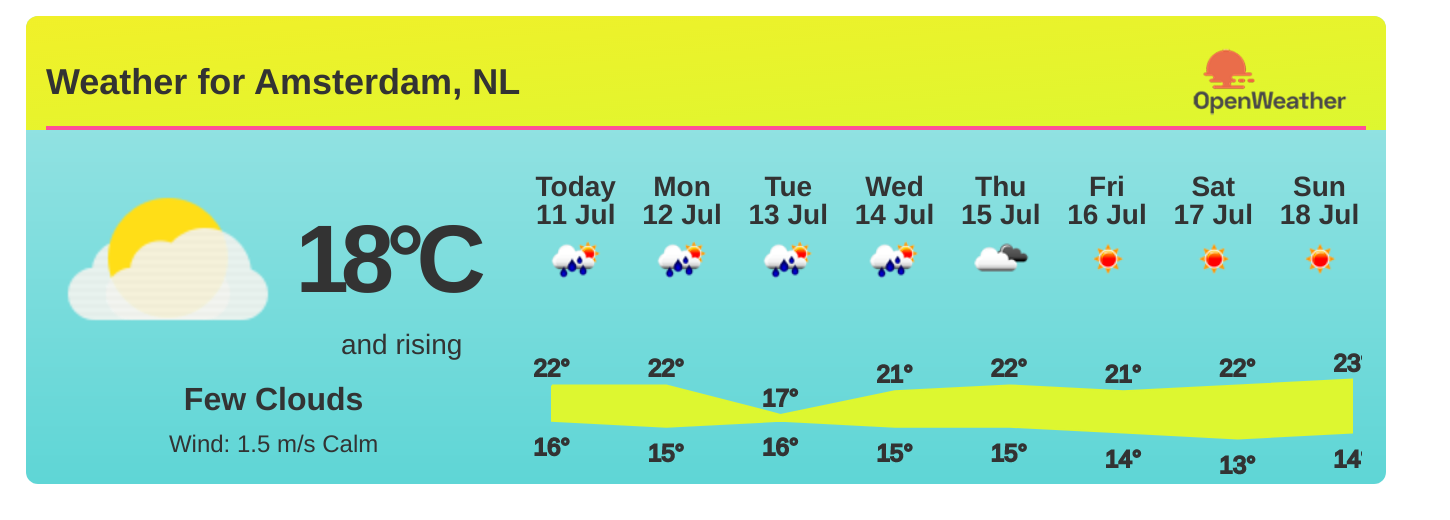 Weather for Amsterdam, NL
OpenWeather
18°C
and rising
Few Clouds
Wind: 1.5 m/s Calm
Today Mon Tue Wed Thu Fri Sat Sun
11 Jul 12 Jul 13 Jul 14 Jul 15 Jul 16 Jul 17 Jul 18 Jul
22° 22° 17° 21° 22° 21° 22° 23°
16° 15° 16° 15° 15° 14° 13° 14°